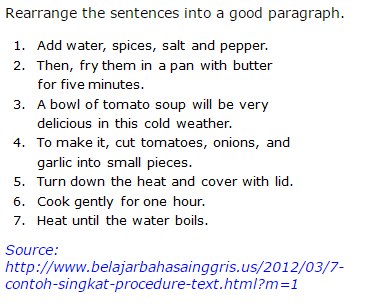 Rearrange the sentences into a good paragraph.
1. Add water, spices, salt and pepper.
2. Then, fry them in a pan with butter
for five minutes.
3. A bowl of tomato soup will be very
delicious in this cold weather.
4. To make it, cut tomatoes, onions, and
garlic into small pieces.
5. Turn down the heat and cover with lid.
6. Cook gently for one hour.
7. Heat until the water boils.
Source:
http://www.belajarbahasainggris.us/2012/03/7-
contoh-singkat-procedure-text.html?m=1